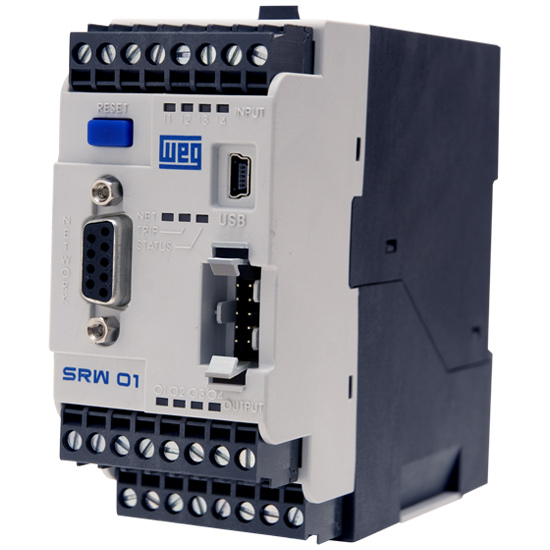 RESET
INPUT
I1 I2 I3 I4
WEG
NETWORK
NET
TRIP
STATUS
USB
SRW 01
O1 O2 O3 O4
OUTPUT